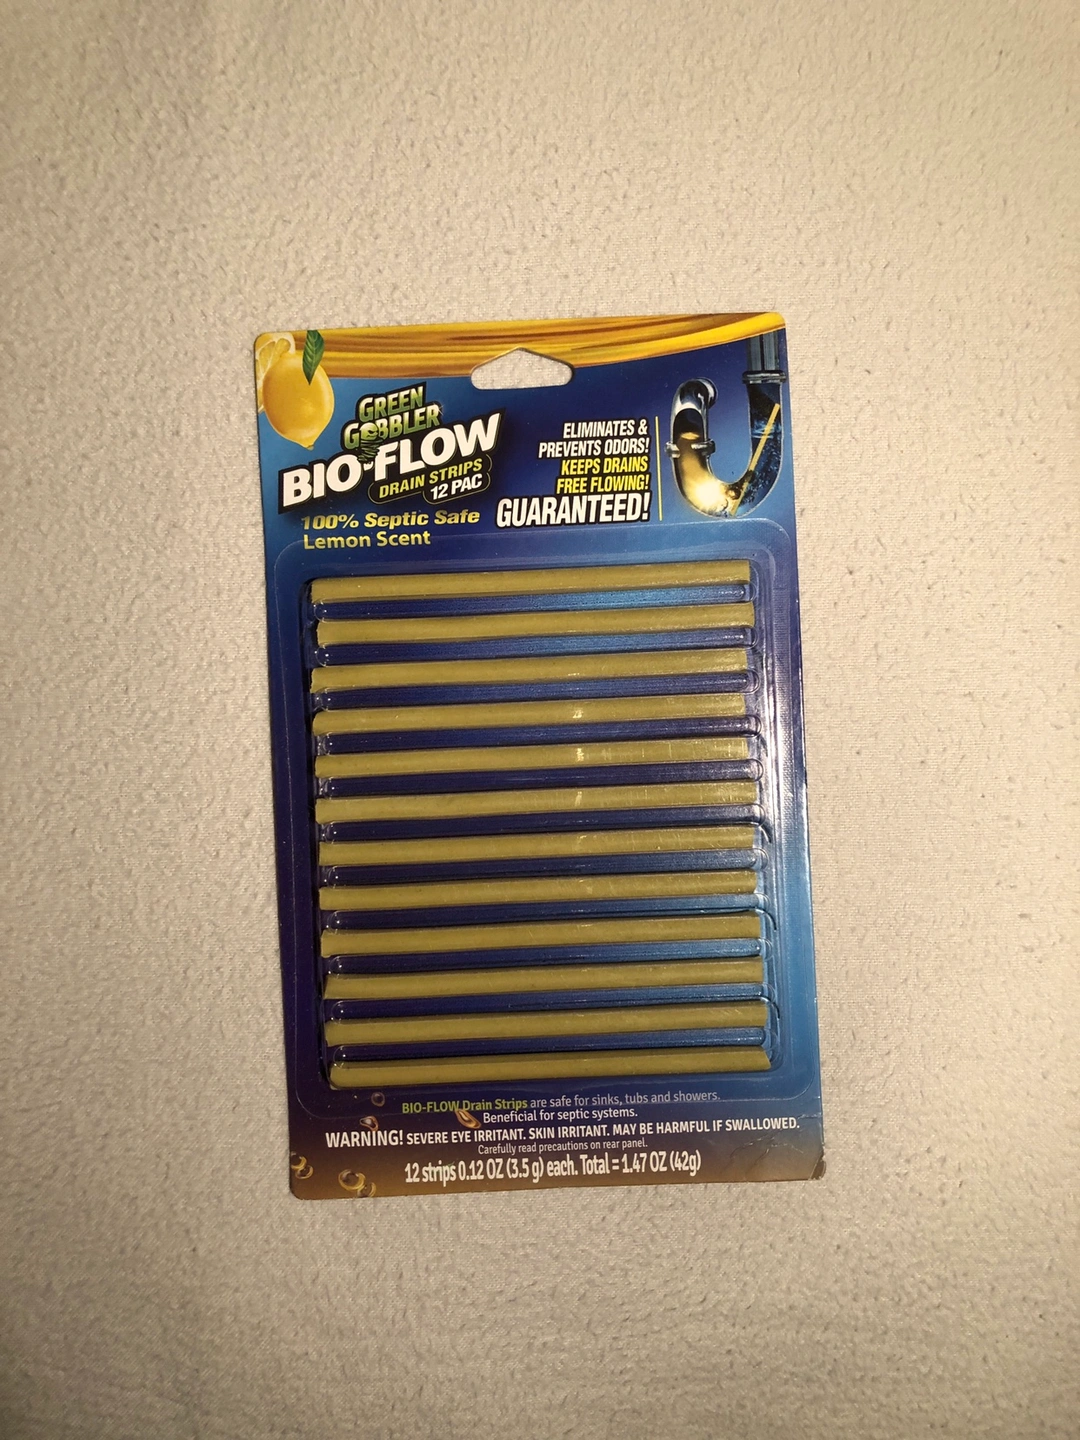 GREEN
GOBBLER
BIO-FLOW
DRAIN STRIPS
12 PAC
100% Septic Safe
Lemon Scent
ELIMINATES &
PREVENTS ODORS!
KEEPS DRAINS
FREE FLOWING!
GUARANTEED!
BIO-FLOW Drain Strips are safe for sinks, tubs and showers.
Beneficial for septic systems.
WARNING! SEVERE EYE IRRITANT. SKIN IRRITANT. MAY BE HARMFUL IF SWALLOWED.
Carefully read precautions on rear panel.
12 strips 0.12 OZ (3.5 g) each. Total = 1.47 OZ (42g)